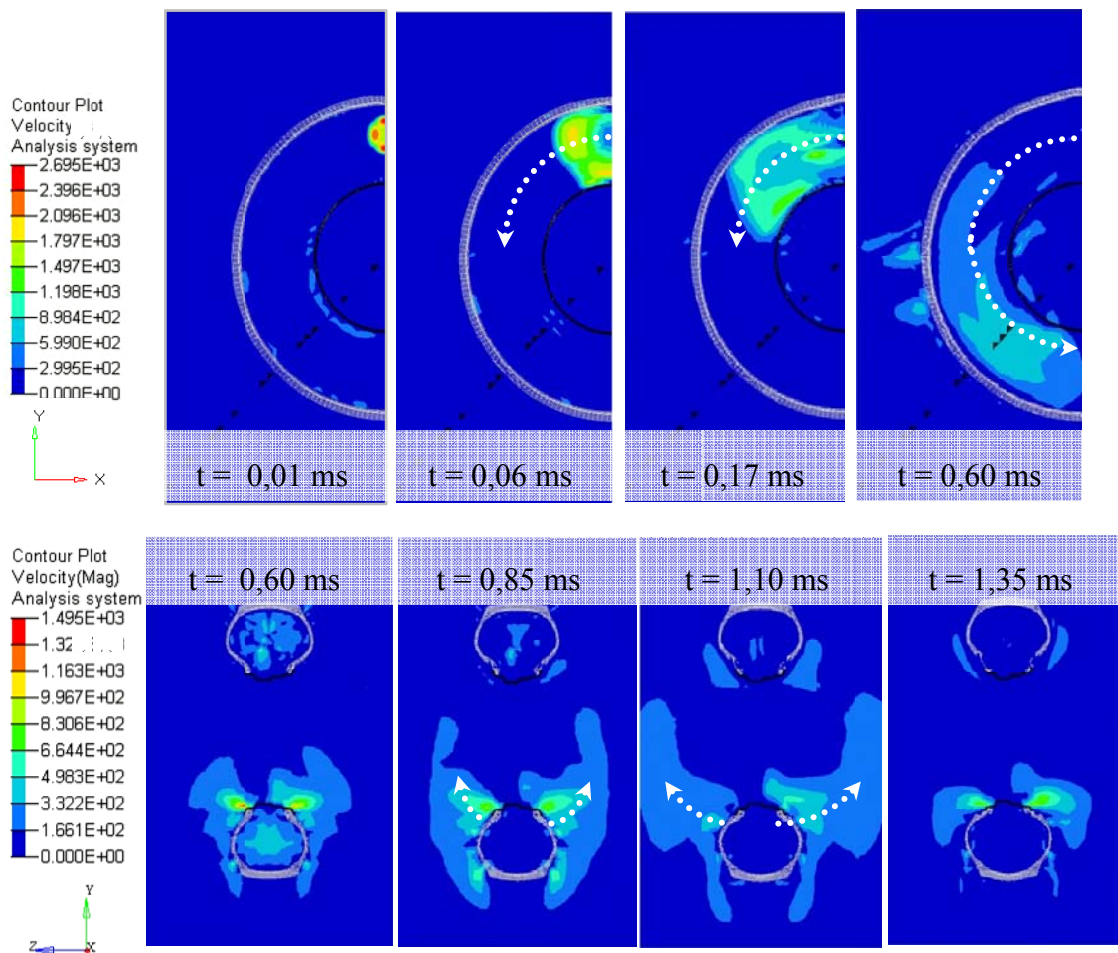 Contour Plot
Velocity
Analysis system
2.695E+03
2.396E+03
2.096E+03
1.797E+03
1.497E+03
1.198E+03
8.984E+02
5.990E+02
2.995E+02
0.000E+00
Y
X
t = 0,01 ms
t = 0,06 ms
t = 0,17 ms
t = 0,60 ms
Contour Plot
Velocity(Mag)
Analysis system
1.495E+03
1.163E+03
9.967E+02
8.306E+02
6.644E+02
4.983E+02
3.322E+02
1.661E+02
0.000E+00
Y
Z
X
t = 0,60 ms
t = 0,85 ms
t = 1,10 ms
t = 1,35 ms